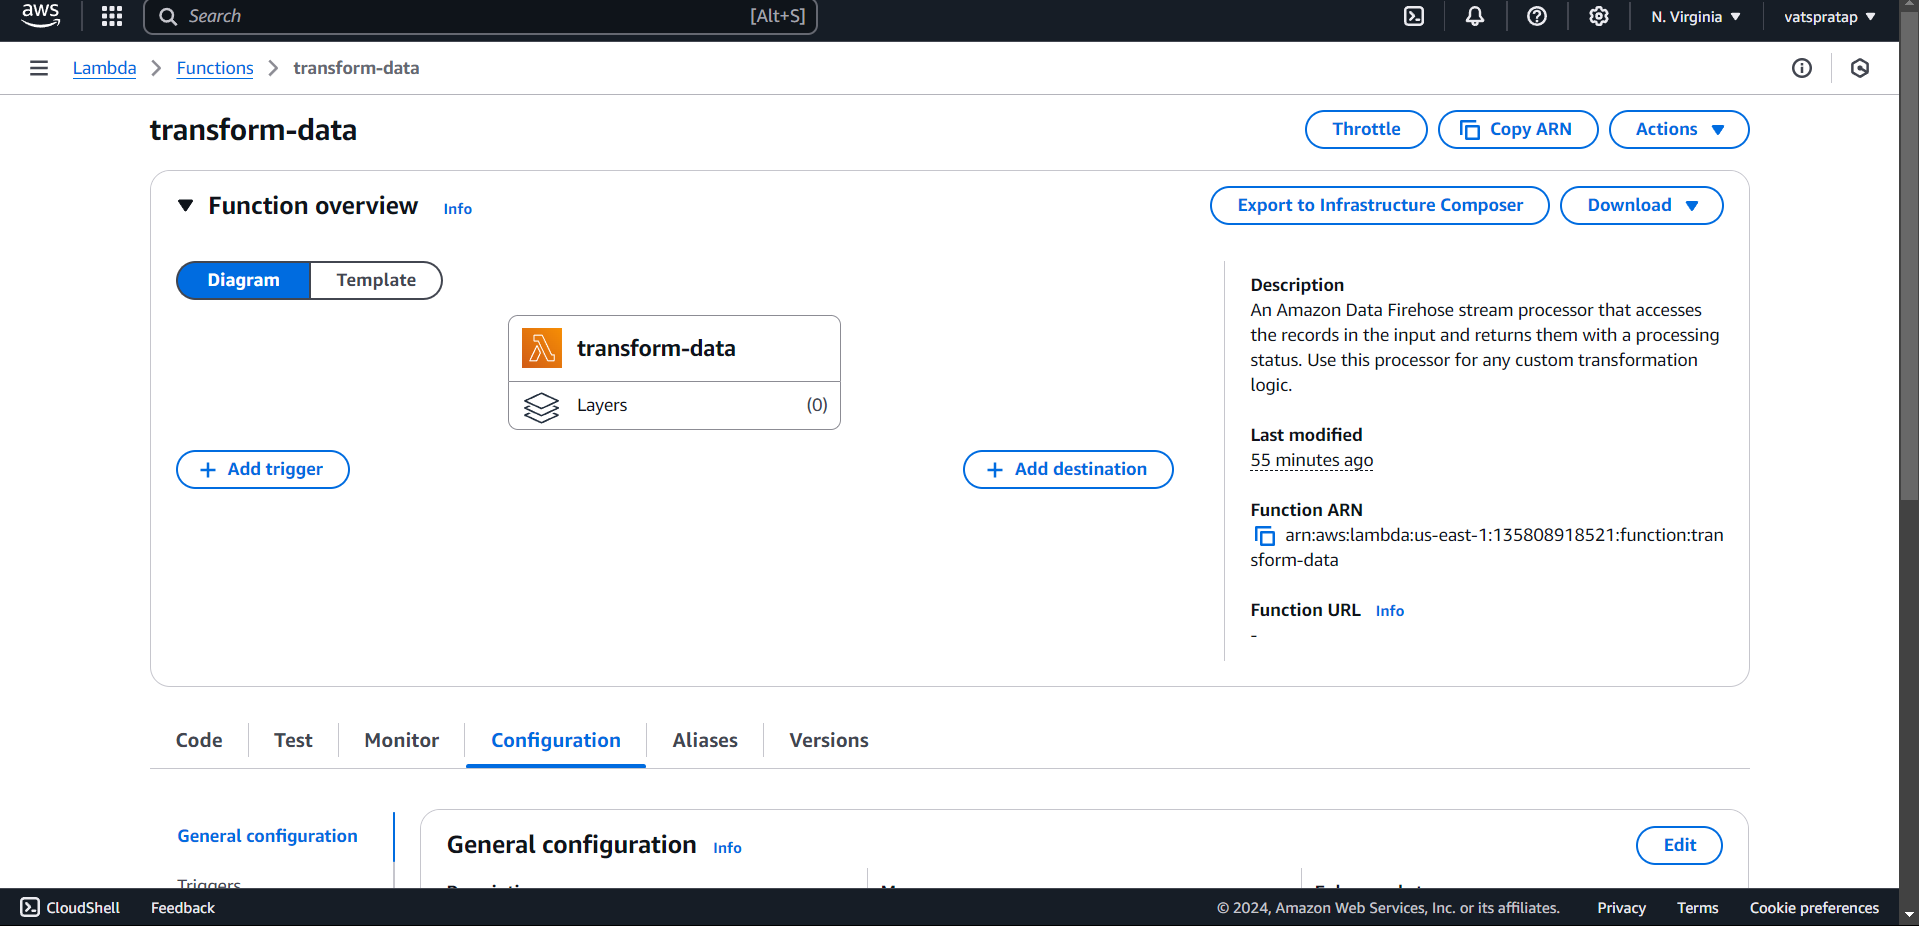 aws
Search [Alt+S]
N. Virginia
vatspratap
Lambda
Functions
transform-data
transform-data
Throttle
Copy ARN
Actions
Function overview Info
Export to Infrastructure Composer
Download
Diagram
Template
transform-data
Layers (0)
+ Add trigger
+ Add destination
Description
An Amazon Data Firehose stream processor that accesses
the records in the input and returns them with a processing
status. Use this processor for any custom transformation
logic.
Last modified
55 minutes ago
Function ARN
arn:aws:lambda:us-east-1:135808918521:function:tran
sform-data
Function URL Info
-
Code
Test
Monitor
Configuration
Aliases
Versions
General configuration
Triggers
General configuration Info
Edit
CloudShell
Feedback
© 2024, Amazon Web Services, Inc. or its affiliates.
Privacy
Terms
Cookie preferences